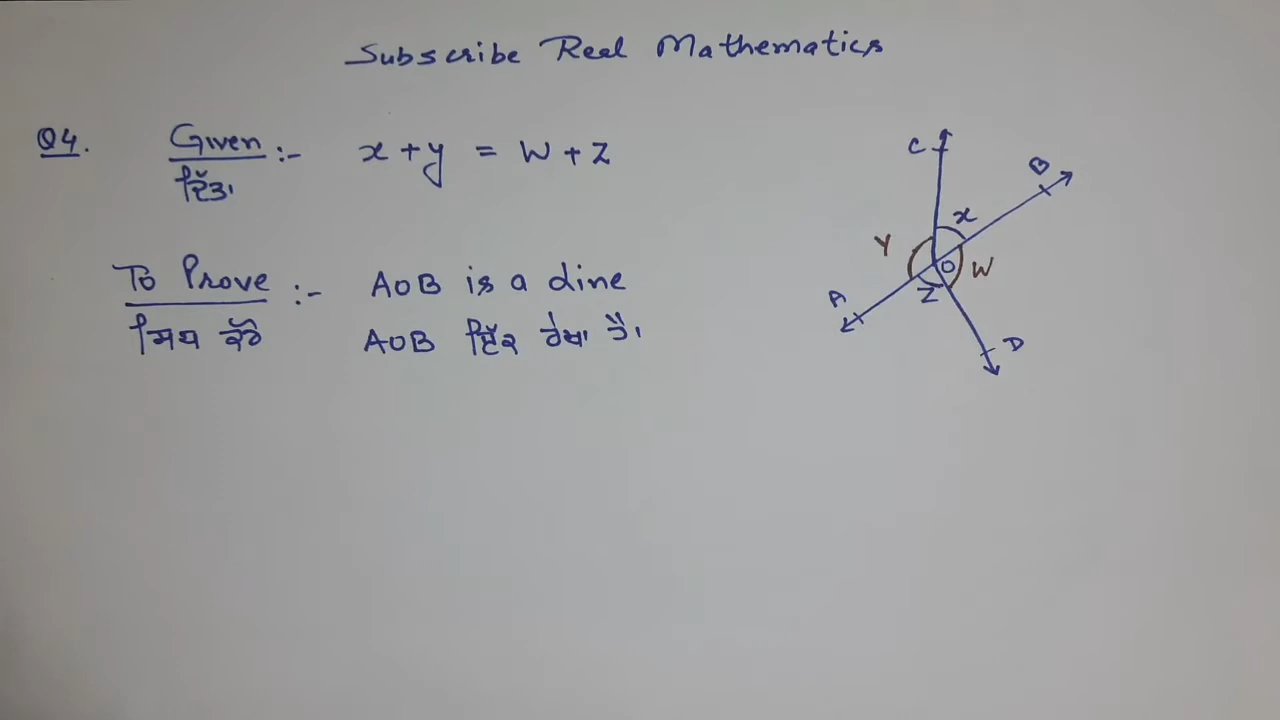 Subscribe Real Mathematics
Q4. Given :- x + y = W + Z
ਦਿੱਤਾ
To Prove :- AOB is a line
ਸਿਧ ਕਰੋ AOB ਇੱਕ ਰੇਖਾ ਹੈ।
C
B
x
Y
O
W
Z
A
D